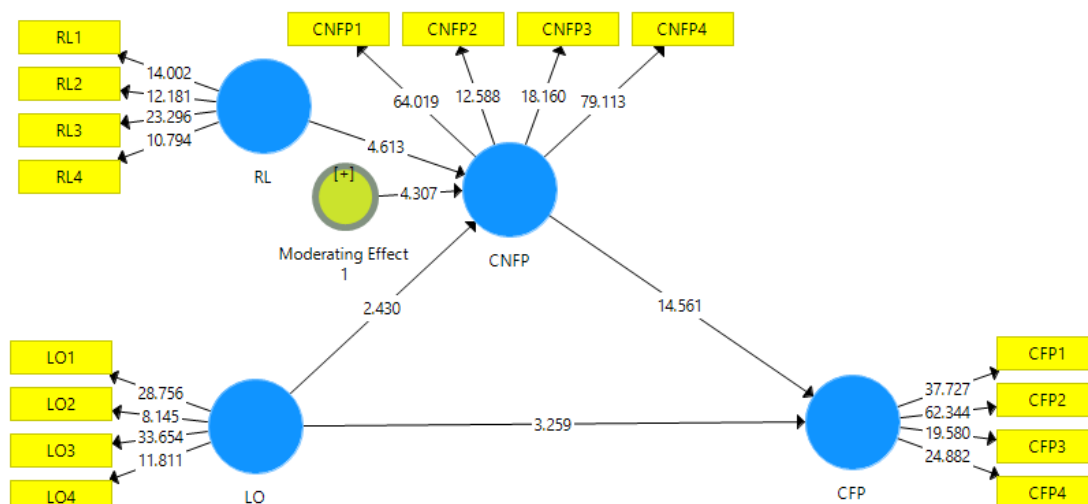 RL1
RL2
RL3
RL4
14.002
12.181
23.296
10.794
RL
CNFP1
CNFP2
CNFP3
CNFP4
64.019
12.588
18.160
79.113
4.613
[+]
4.307
Moderating Effect
1
CNFP
2.430
14.561
LO1
LO2
LO3
LO4
28.756
8.145
33.654
11.811
LO
3.259
CFP
37.727
62.344
19.580
24.882
CFP1
CFP2
CFP3
CFP4